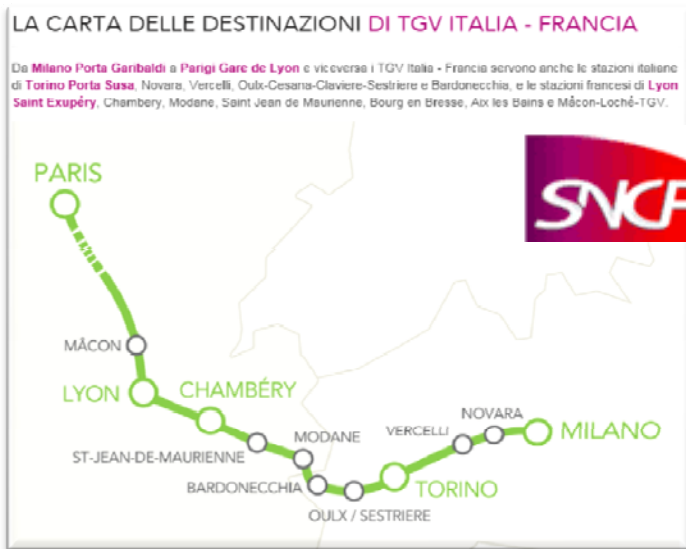 LA CARTA DELLE DESTINAZIONI DI TGV ITALIA - FRANCIA
Da Milano Porta Garibaldi a Parigi Gare de Lyon e viceversa i TGV Italia - Francia servono anche le stazioni italiane
di Torino Porta Susa, Novara, Vercelli, Oulx-Cesana-Claviere-Sestriere e Bardonecchia, e le stazioni francesi di Lyon
Saint Exupéry, Chambery, Modane, Saint Jean de Maurienne, Bourg en Bresse, Aix les Bains e Mâcon-Loché-TGV.
PARIS
SNCF
MÂCON
LYON
CHAMBÉRY
ST-JEAN-DE-MAURIENNE
MODANE
BARDONECCHIA
OULX / SESTRIERE
TORINO
VERCELLI
NOVARA
MILANO